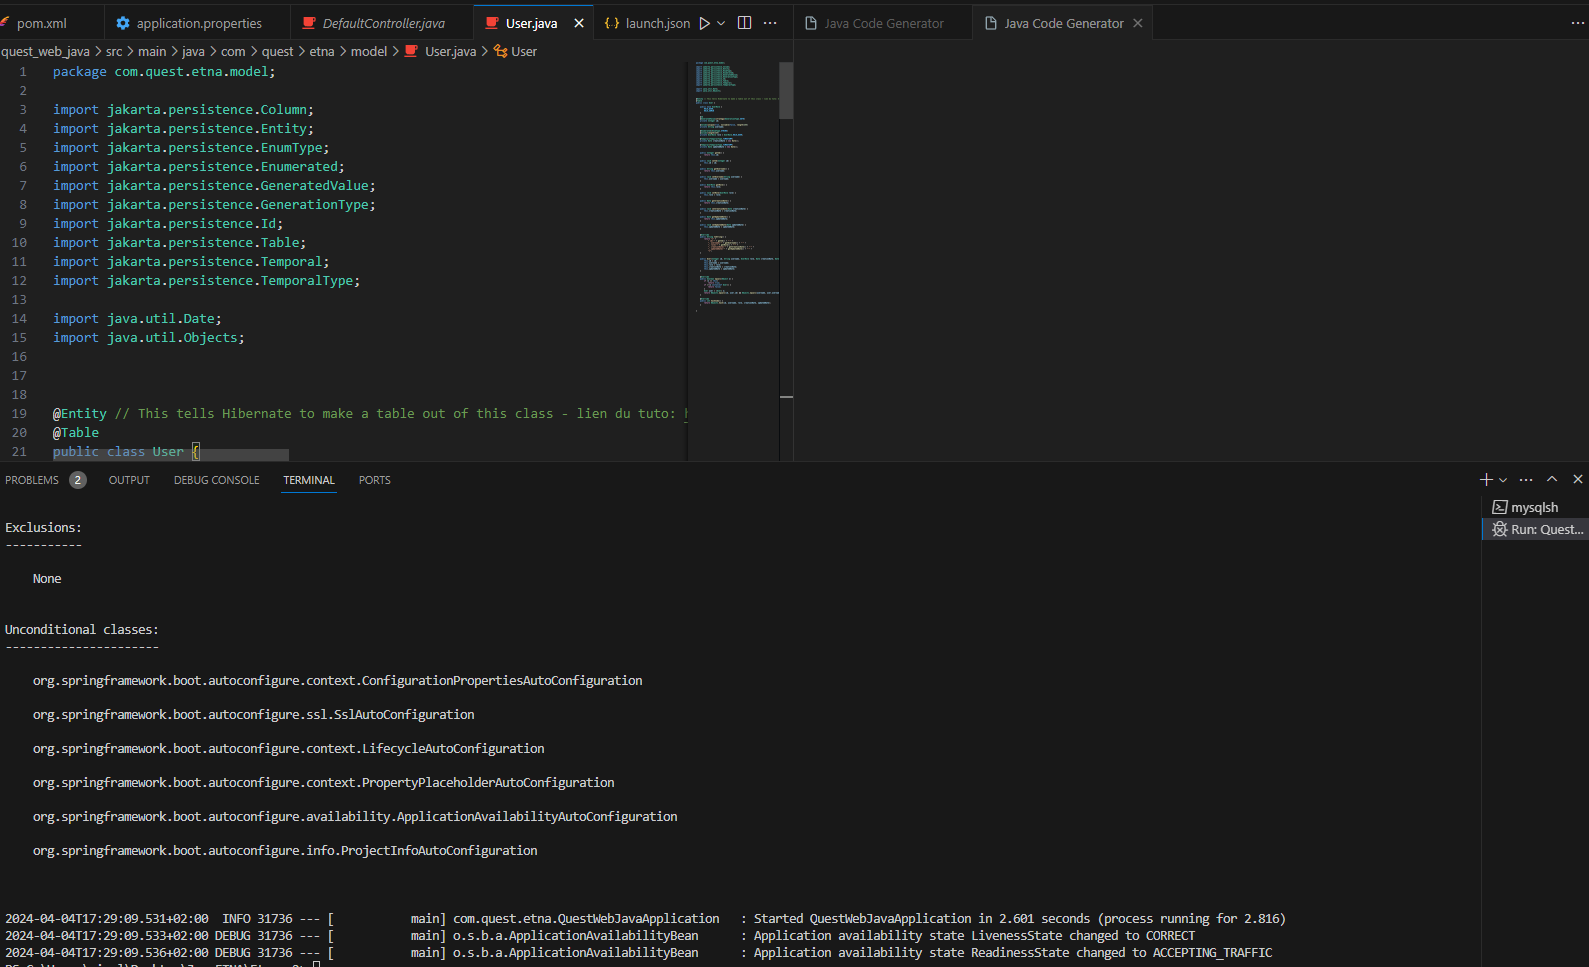 pom.xml application.properties DefaultController.java User.java launch.json Java Code Generator Java Code Generator
quest_web_java > src > main > java > com > quest > etna > model > User.java > User
1 package com.quest.etna.model;
2
3 import jakarta.persistence.Column;
4 import jakarta.persistence.Entity;
5 import jakarta.persistence.EnumType;
6 import jakarta.persistence.Enumerated;
7 import jakarta.persistence.GeneratedValue;
8 import jakarta.persistence.GenerationType;
9 import jakarta.persistence.Id;
10 import jakarta.persistence.Table;
11 import jakarta.persistence.Temporal;
12 import jakarta.persistence.TemporalType;
13
14 import java.util.Date;
15 import java.util.Objects;
16
17
18
19 @Entity // This tells Hibernate to make a table out of this class - lien du tuto: h
20 @Table
21 public class User {
PROBLEMS 2 OUTPUT DEBUG CONSOLE TERMINAL PORTS
mysqlsh
Run: Quest...
Exclusions:
-----------
None
Unconditional classes:
----------------------
org.springframework.boot.autoconfigure.context.ConfigurationPropertiesAutoConfiguration
org.springframework.boot.autoconfigure.ssl.SslAutoConfiguration
org.springframework.boot.autoconfigure.context.LifecycleAutoConfiguration
org.springframework.boot.autoconfigure.context.PropertyPlaceholderAutoConfiguration
org.springframework.boot.autoconfigure.availability.ApplicationAvailabilityAutoConfiguration
org.springframework.boot.autoconfigure.info.ProjectInfoAutoConfiguration
2024-04-04T17:29:09.531+02:00  INFO 31736 --- [           main] com.quest.etna.QuestWebJavaApplication   : Started QuestWebJavaApplication in 2.601 seconds (process running for 2.816)
2024-04-04T17:29:09.533+02:00 DEBUG 31736 --- [           main] o.s.b.a.ApplicationAvailabilityBean      : Application availability state LivenessState changed to CORRECT
2024-04-04T17:29:09.536+02:00 DEBUG 31736 --- [           main] o.s.b.a.ApplicationAvailabilityBean      : Application availability state ReadinessState changed to ACCEPTING_TRAFFIC